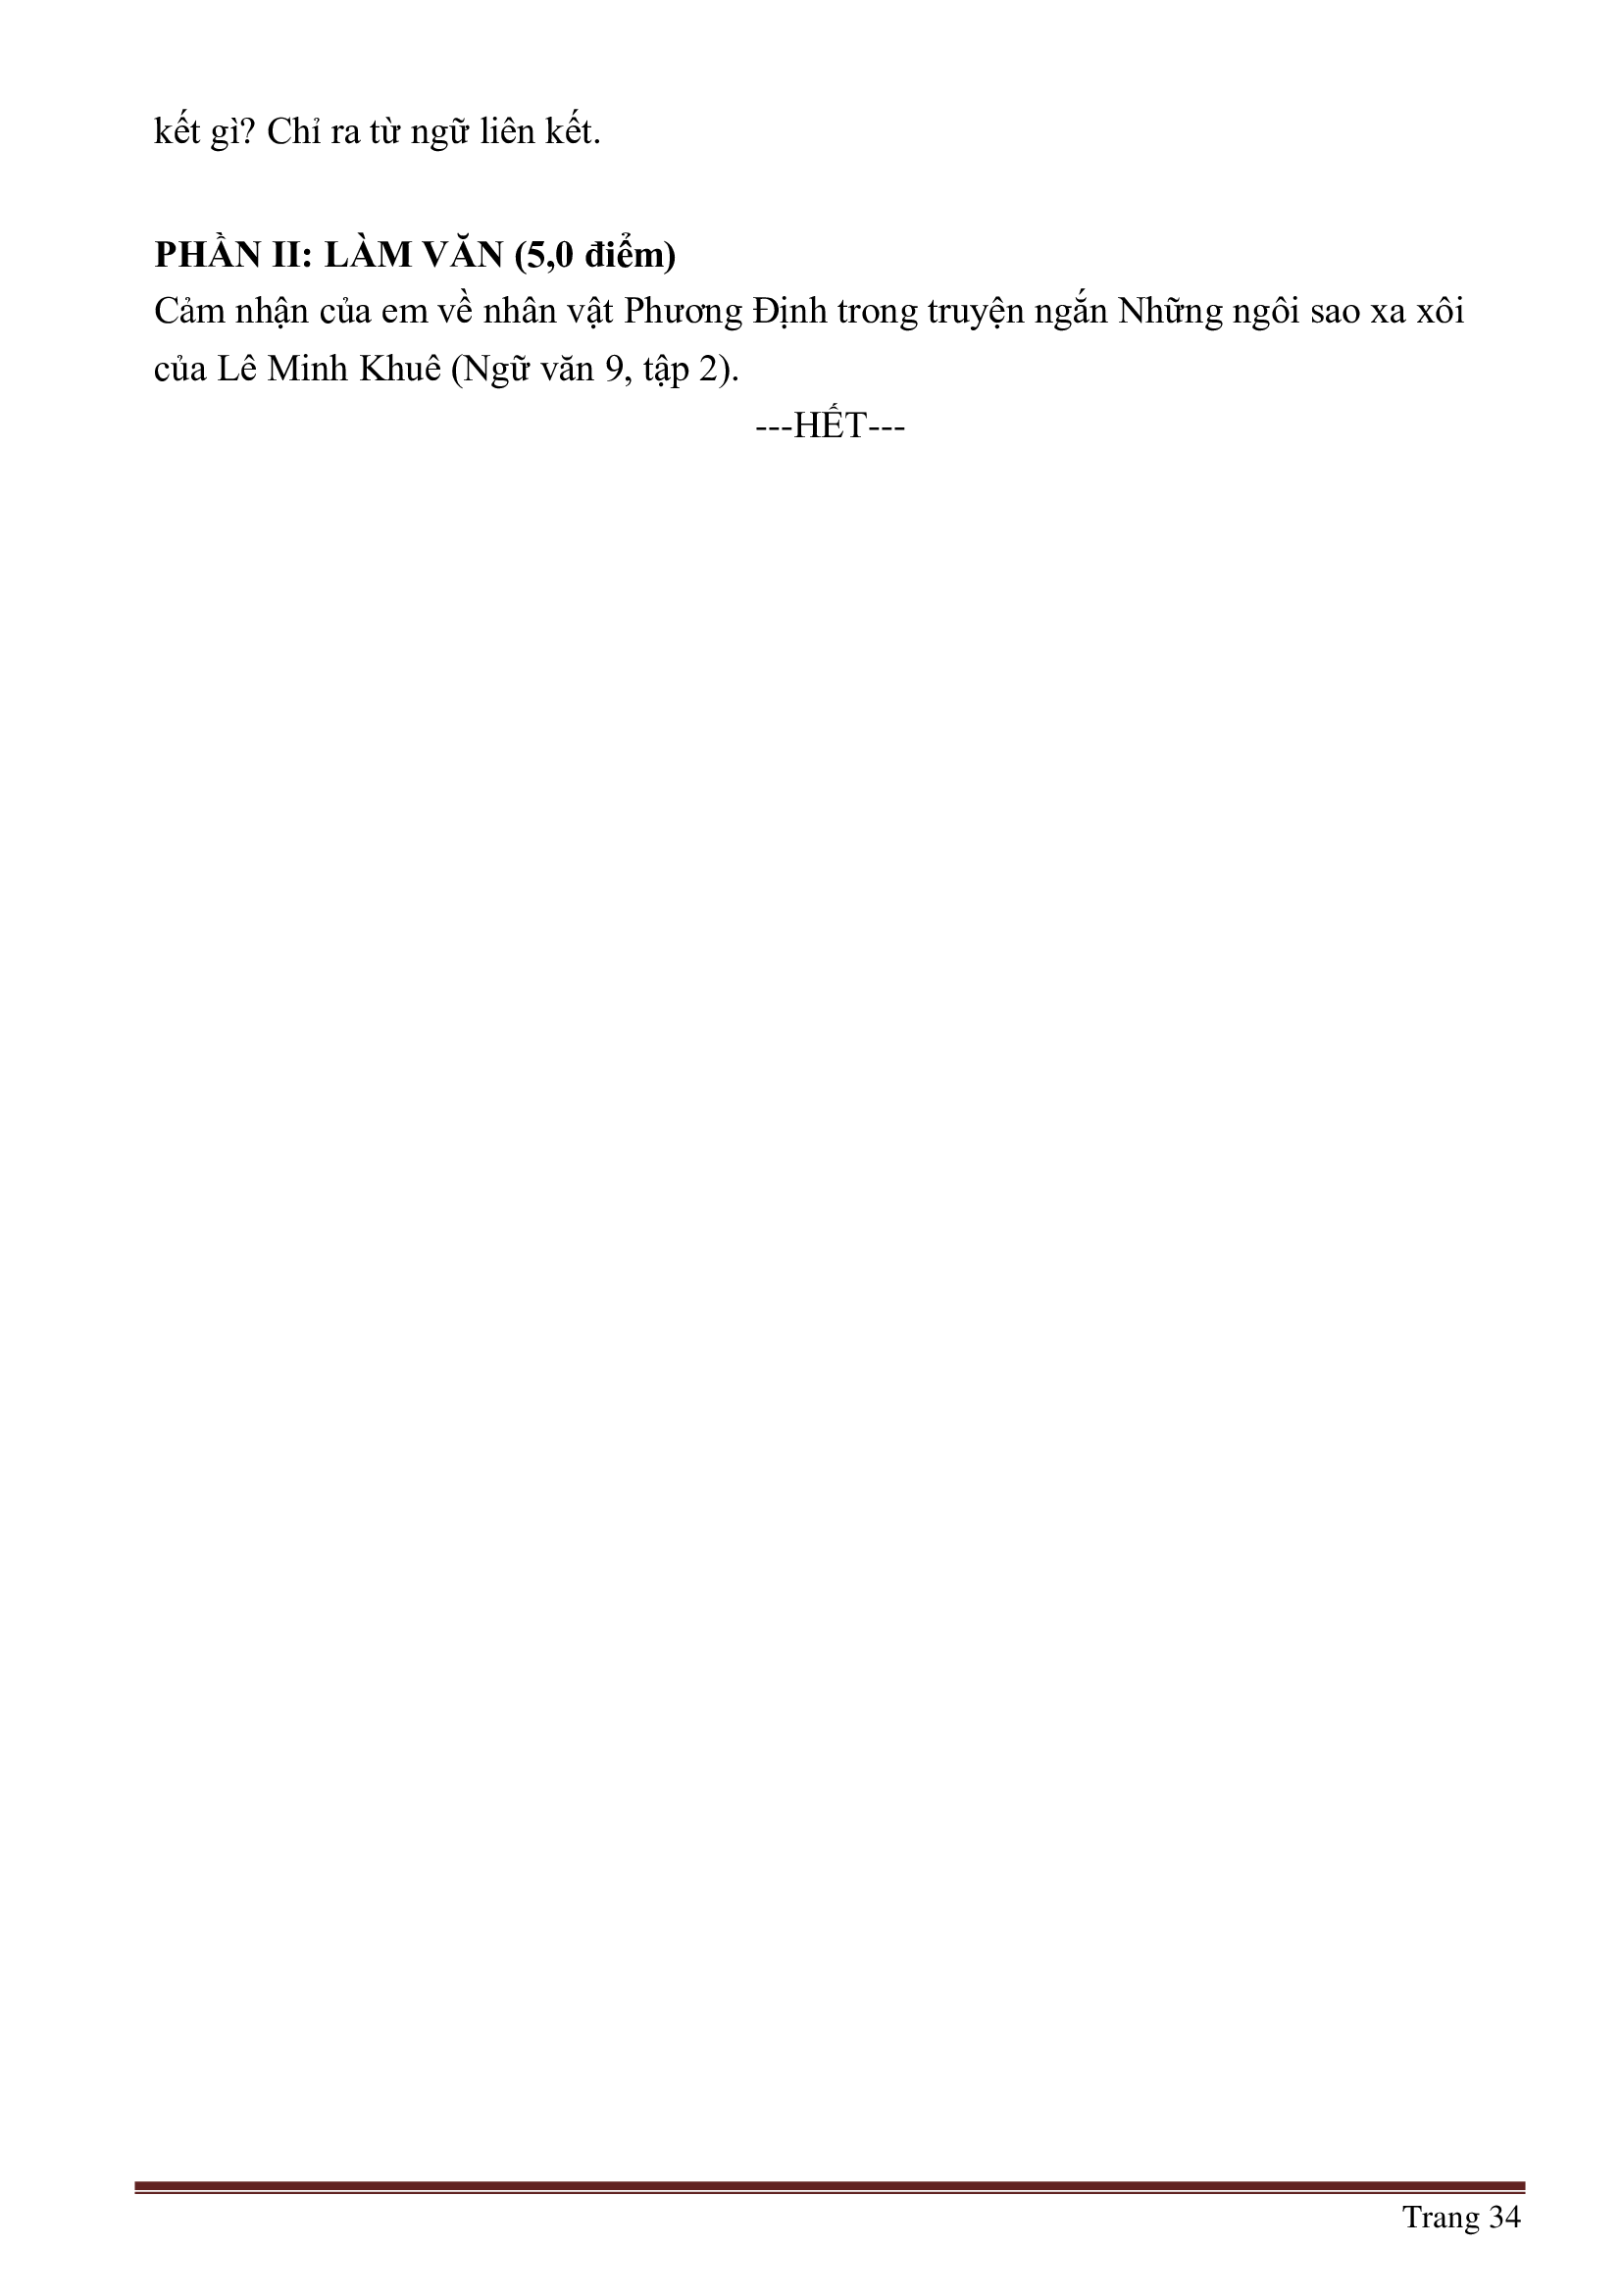 kết gì? Chỉ ra từ ngữ liên kết.
PHẦN II: LÀM VĂN (5,0 điểm)
Cảm nhận của em về nhân vật Phương Định trong truyện ngắn Những ngôi sao xa xôi
của Lê Minh Khuê (Ngữ văn 9, tập 2).
---HẾT---
Trang 34